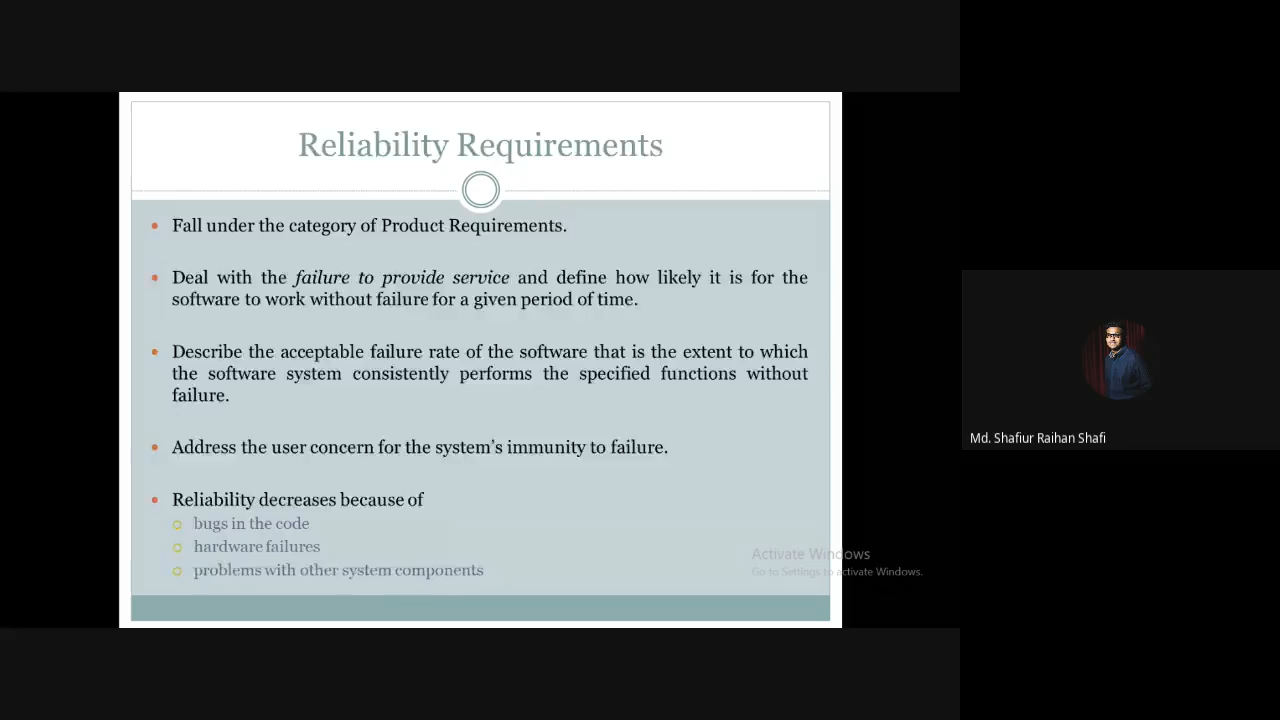 Reliability Requirements
• Fall under the category of Product Requirements.
• Deal with the failure to provide service and define how likely it is for the
software to work without failure for a given period of time.
• Describe the acceptable failure rate of the software that is the extent to which
the software system consistently performs the specified functions without
failure.
• Address the user concern for the system's immunity to failure.
• Reliability decreases because of
bugs in the code
hardware failures
problems with other system components
Activate Windows
Go to Settings to activate Windows.
Md. Shafiur Raihan Shafi